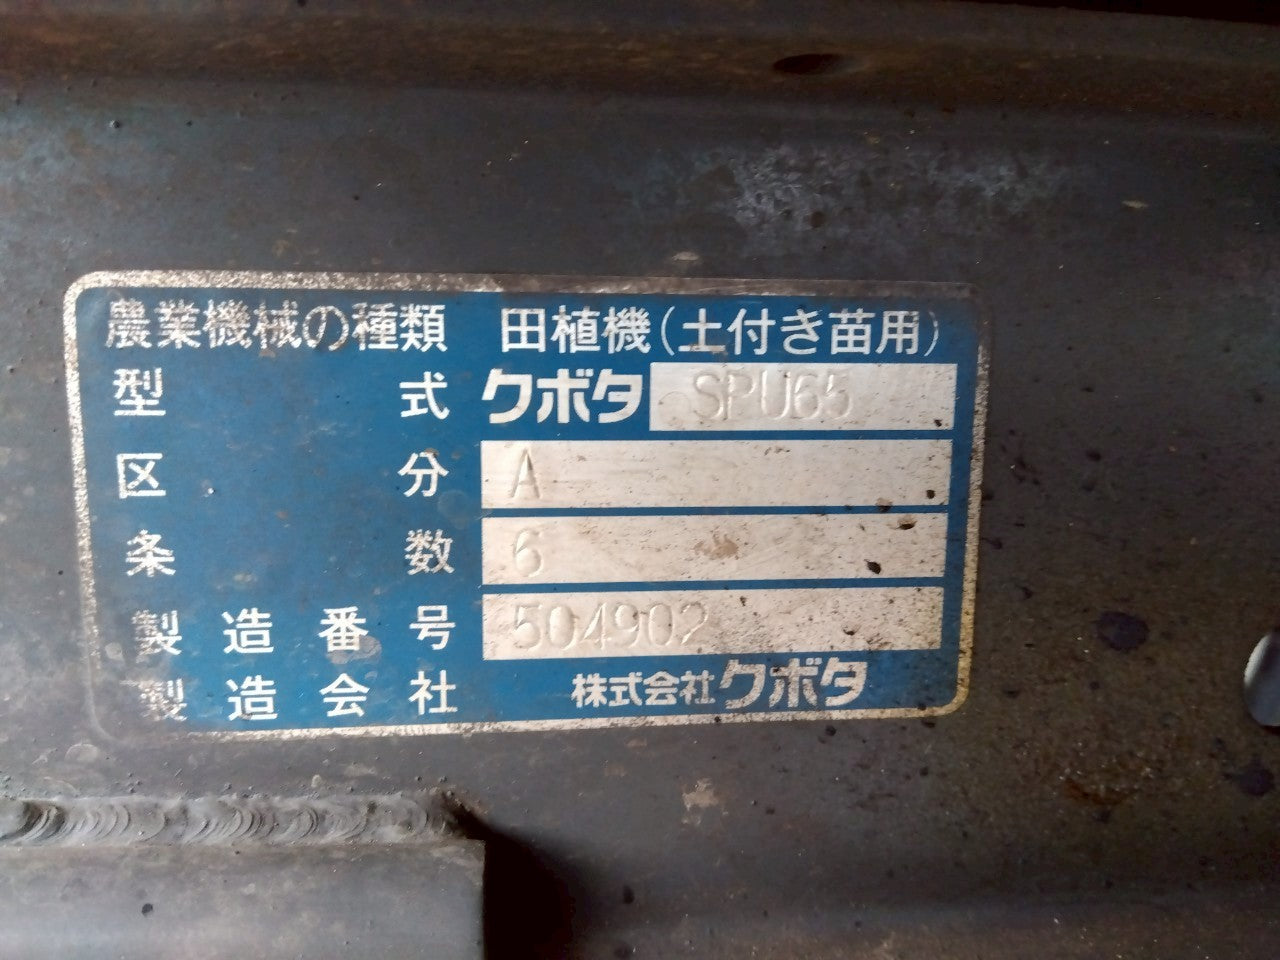 農業機械の種類 田植機(土付き苗用)
型式 クボタ SPU65
区分 A
条数 6
製造番号 504902
製造会社 株式会社クボタ